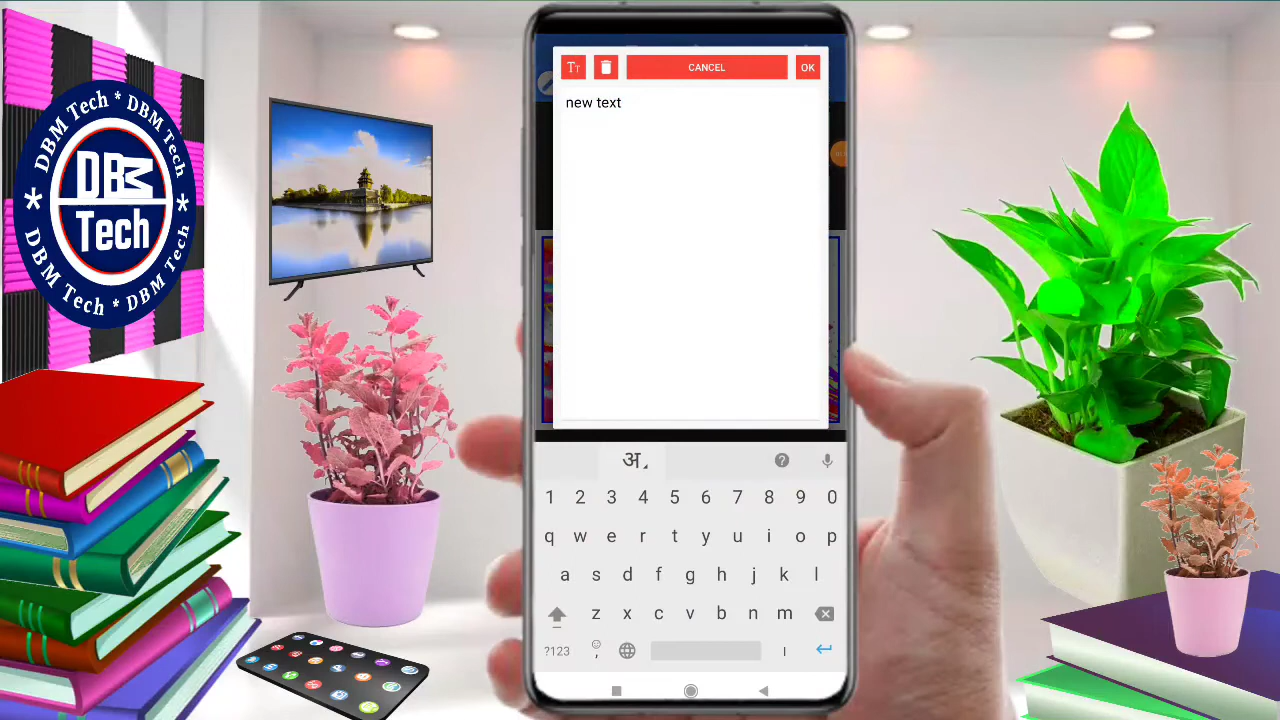 DBM Tech * DBM Tech
DBM
Tech
DBM Tech * DBM Tech
TT
CANCEL
OK
new text
अ
1 2 3 4 5 6 7 8 9 0
q w e r t y u i o p
a s d f g h j k l
z x c v b n m
?123 , ।